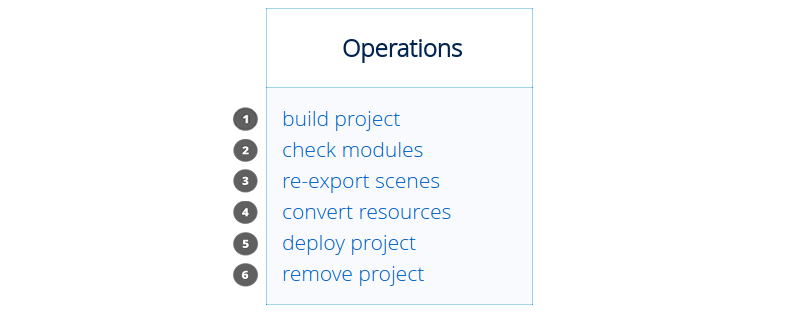 Operations
1 build project
2 check modules
3 re-export scenes
4 convert resources
5 deploy project
6 remove project